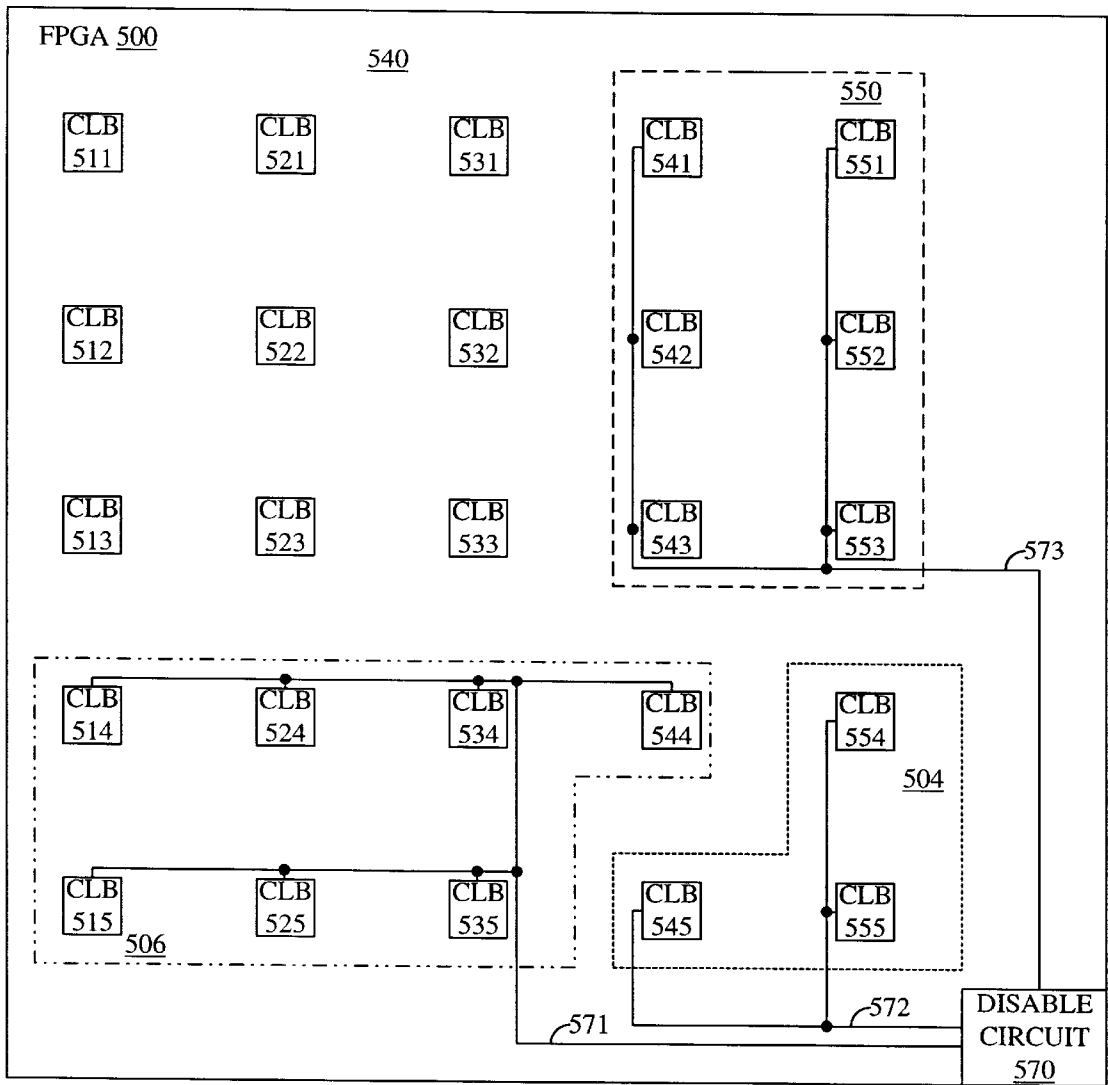 FPGA 500
540
550
CLB
511
CLB
521
CLB
531
CLB
541
CLB
551
CLB
512
CLB
522
CLB
532
CLB
542
CLB
552
CLB
513
CLB
523
CLB
533
CLB
543
CLB
553
573
CLB
514
CLB
524
CLB
534
CLB
544
CLB
554
504
CLB
515
CLB
525
CLB
535
CLB
545
CLB
555
506
571
572
DISABLE
CIRCUIT
570